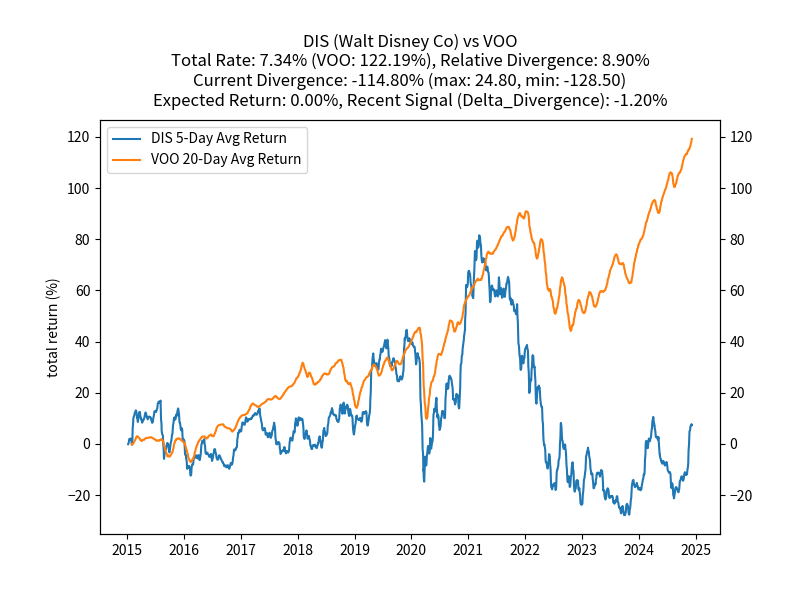 DIS (Walt Disney Co) vs VOO
Total Rate: 7.34% (VOO: 122.19%), Relative Divergence: 8.90%
Current Divergence: -114.80% (max: 24.80, min: -128.50)
Expected Return: 0.00%, Recent Signal (Delta_Divergence): -1.20%
DIS 5-Day Avg Return
VOO 20-Day Avg Return
total return (%)
120
100
80
60
40
20
0
−20
120
100
80
60
40
20
0
−20
2015 2016 2017 2018 2019 2020 2021 2022 2023 2024 2025